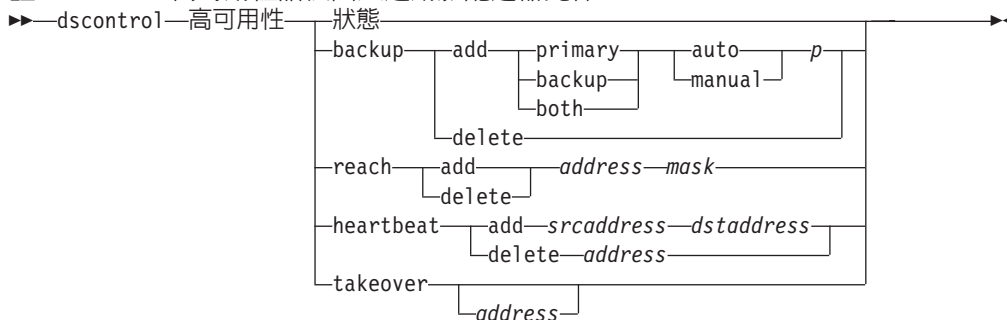 dscontrol 高可用性 狀態
backup add primary auto p
backup manual
both
delete
reach add address mask
delete
heartbeat add srcaddress dstaddress
delete address
takeover
address